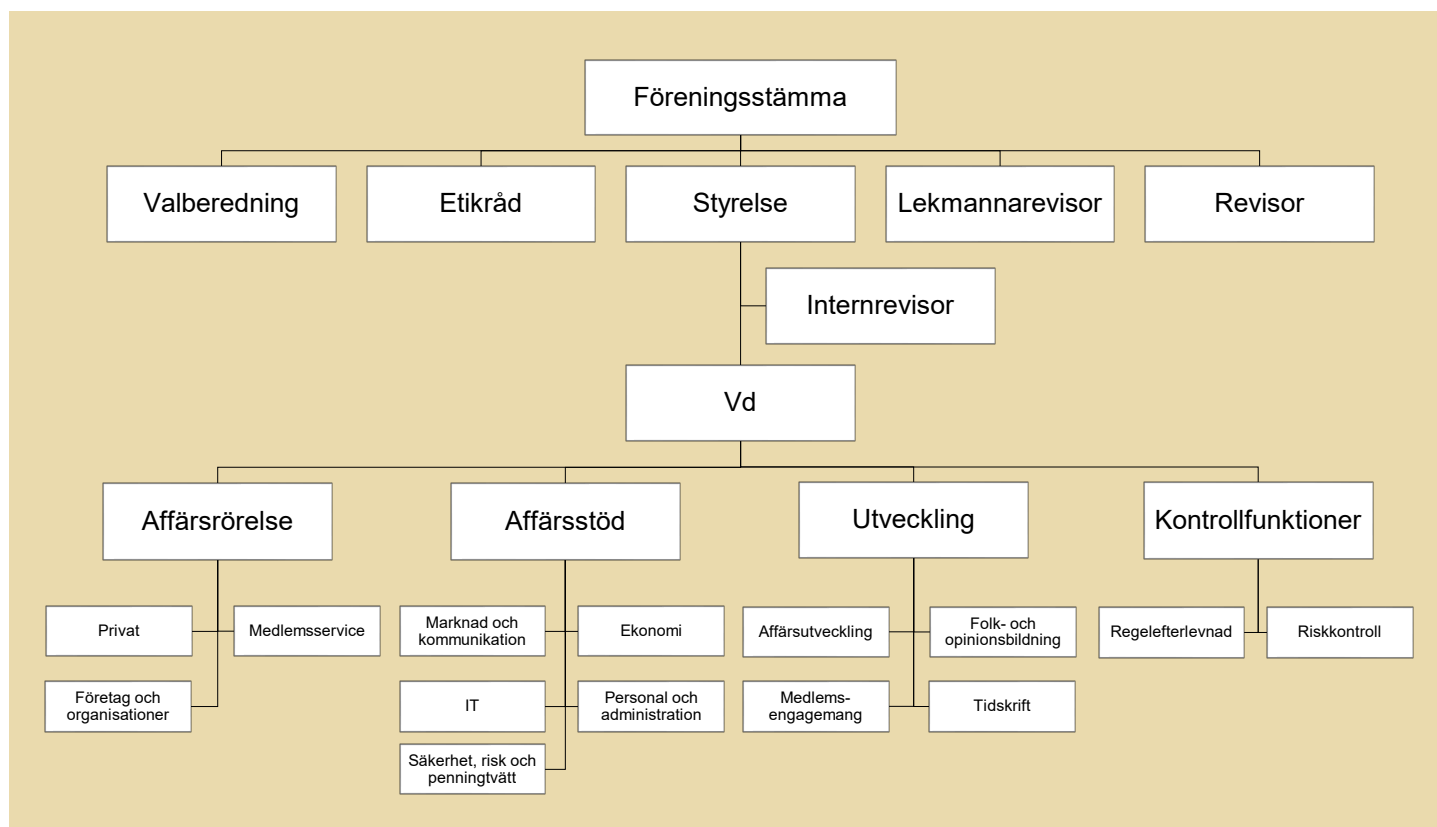 Föreningsstämma
Valberedning
Etikråd
Styrelse
Lekmannarevisor
Revisor
Internrevisor
Vd
Affärsrörelse
Affärsstöd
Utveckling
Kontrollfunktioner
Privat
Medlemsservice
Företag och
organisationer
Marknad och
kommunikation
Ekonomi
IT
Personal och
administration
Säkerhet, risk och
penningtvätt
Affärsutveckling
Folk- och
opinionsbildning
Medlems-
engagemang
Tidskrift
Regelefterlevnad
Riskkontroll